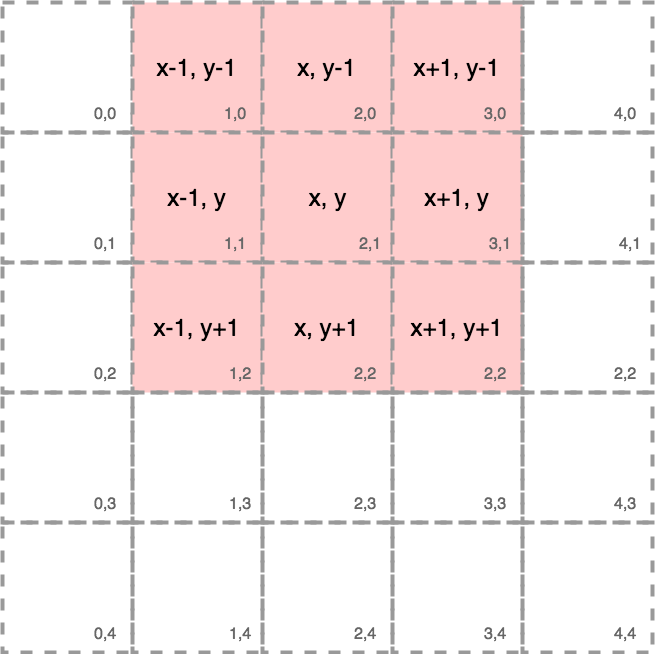 x-1, y-1
x, y-1
x+1, y-1
0,0
1,0
2,0
3,0
4,0
x-1, y
x, y
x+1, y
0,1
1,1
2,1
3,1
4,1
x-1, y+1
x, y+1
x+1, y+1
0,2
1,2
2,2
2,2
2,2
0,3
1,3
2,3
3,3
4,3
0,4
1,4
2,4
3,4
4,4